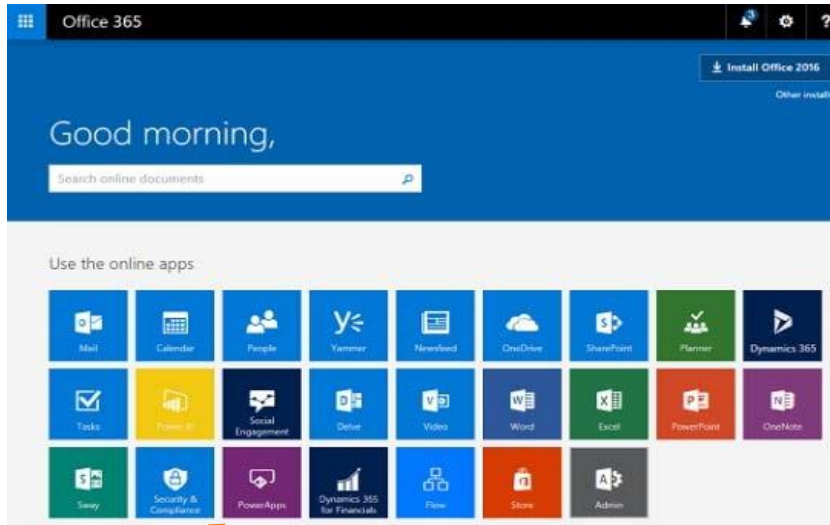 Office 365
3
?
Install Office 2016
Other install
Good morning,
Search online documents
Use the online apps
Mail
Calendar
People
Yammer
Newsfeed
OneDrive
SharePoint
Planner
Dynamics 365
Tasks
Power BI
Social
Engagement
Delve
Video
Word
Excel
PowerPoint
OneNote
Sway
Security &
Compliance
PowerApps
Dynamics 365
for Financials
Flow
Store
Admin